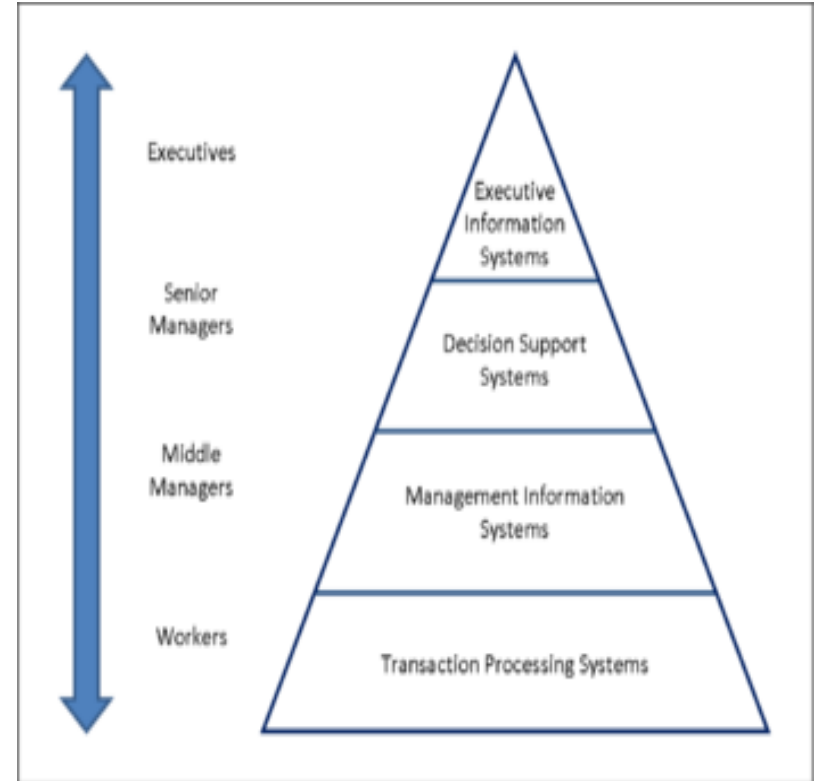 Executives
Executive
Information
Systems
Senior
Managers
Decision Support
Systems
Middle
Managers
Management Information
Systems
Workers
Transaction Processing Systems